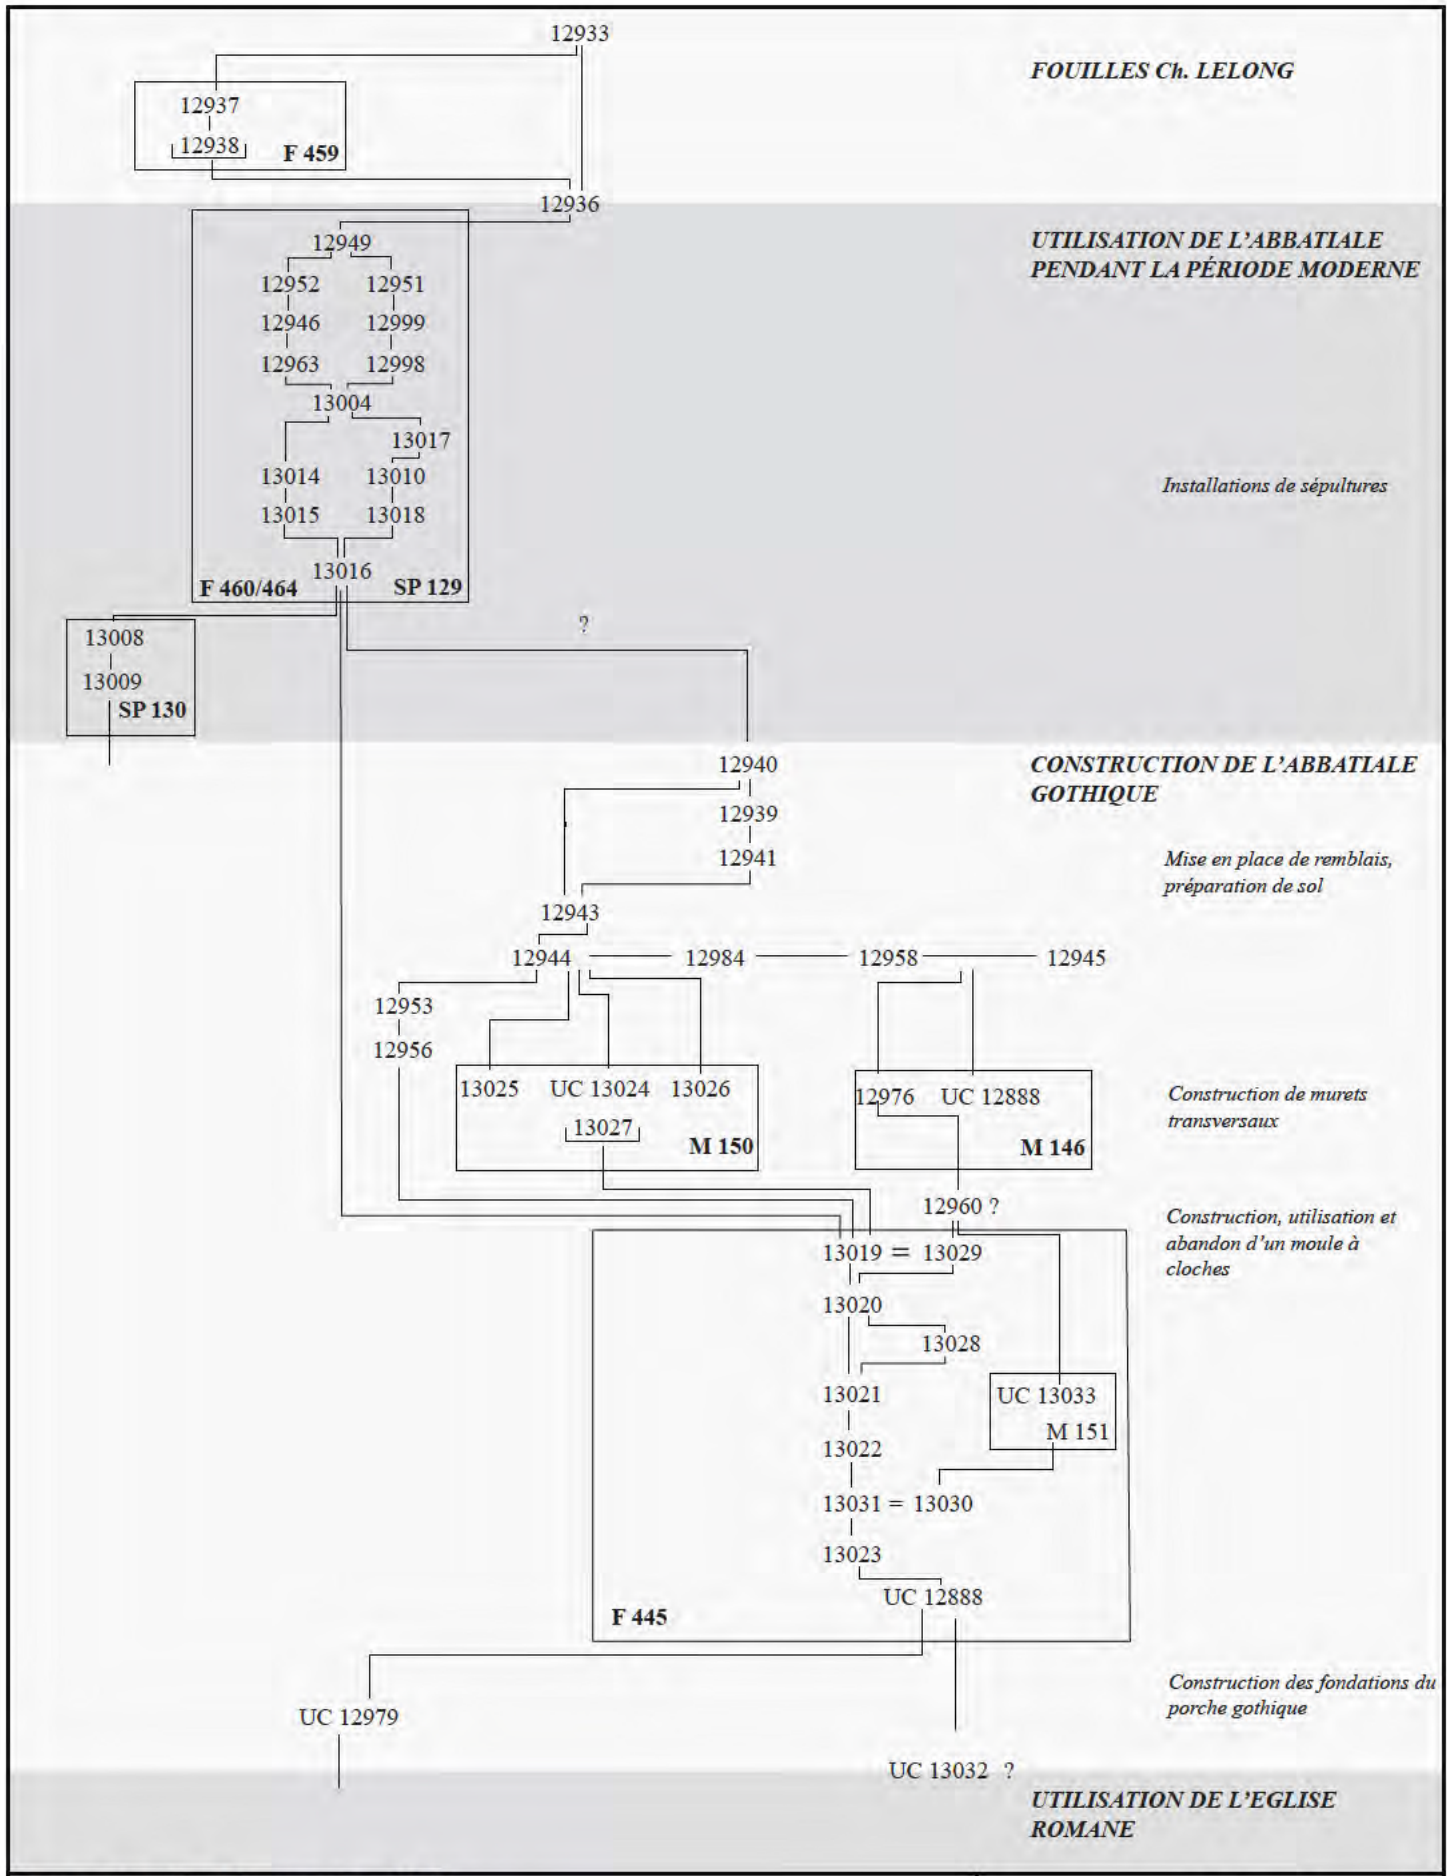 12933
FOUILLES Ch. LELONG
12937
12938
F 459
12936
UTILISATION DE L'ABBATIALE
PENDANT LA PÉRIODE MODERNE
12949
12952 12951
12946 12999
12963 12998
13004
13017
13014 13010
Installations de sépultures
13015 13018
13016
F 460/464 SP 129
?
13008
13009
SP 130
12940
CONSTRUCTION DE L'ABBATIALE
GOTHIQUE
12939
12941
Mise en place de remblais,
préparation de sol
12943
12944 12984 12958 12945
12953
12956
13025 UC 13024 13026
12976 UC 12888
Construction de murets
transversaux
13027
M 150
M 146
12960 ?
Construction, utilisation et
abandon d'un moule à
cloches
13019 = 13029
13020
13028
13021
UC 13033
M 151
13022
13031 = 13030
13023
UC 12888
F 445
Construction des fondations du
porche gothique
UC 12979
UC 13032 ?
UTILISATION DE L'EGLISE
ROMANE